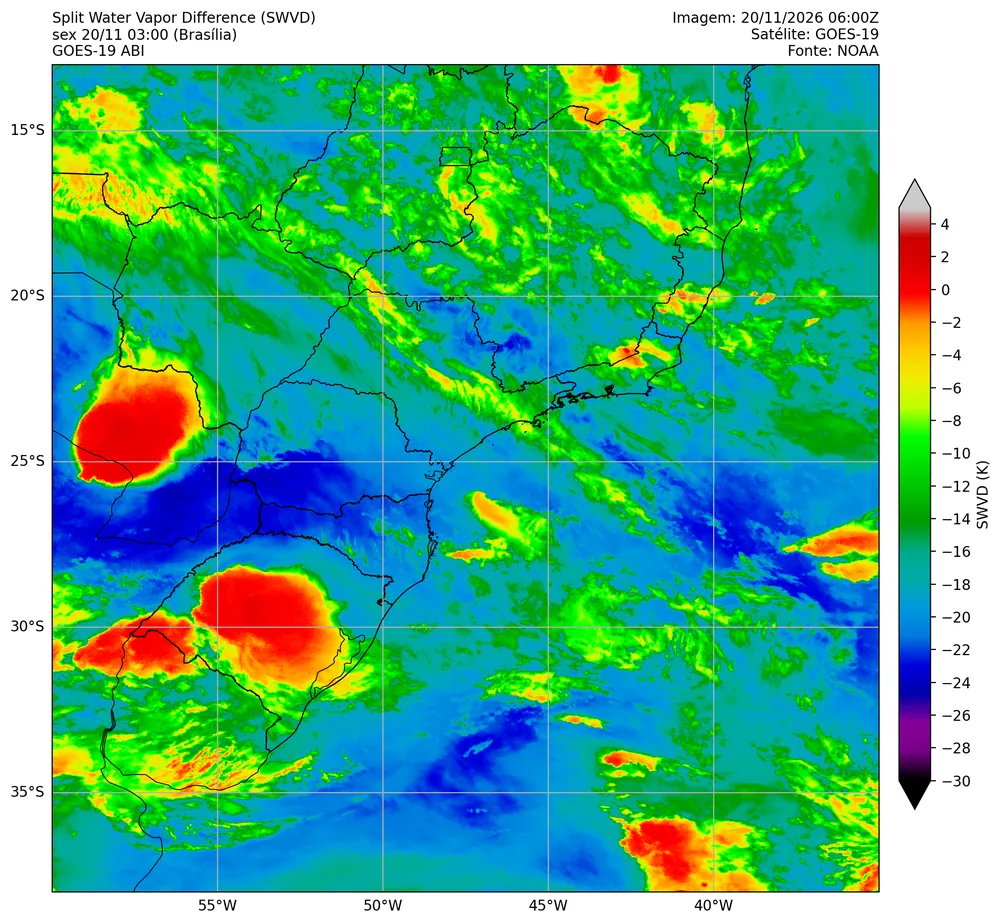 Split Water Vapor Difference (SWVD)
sex 20/11 03:00 (Brasília)
GOES-19 ABI
Imagem: 20/11/2026 06:00Z
Satélite: GOES-19
Fonte: NOAA
15°S
20°S
25°S
30°S
35°S
55°W
50°W
45°W
40°W
4
2
0
−2
−4
−6
−8
−10
−12
−14
−16
−18
−20
−22
−24
−26
−28
−30
SWVD (K)